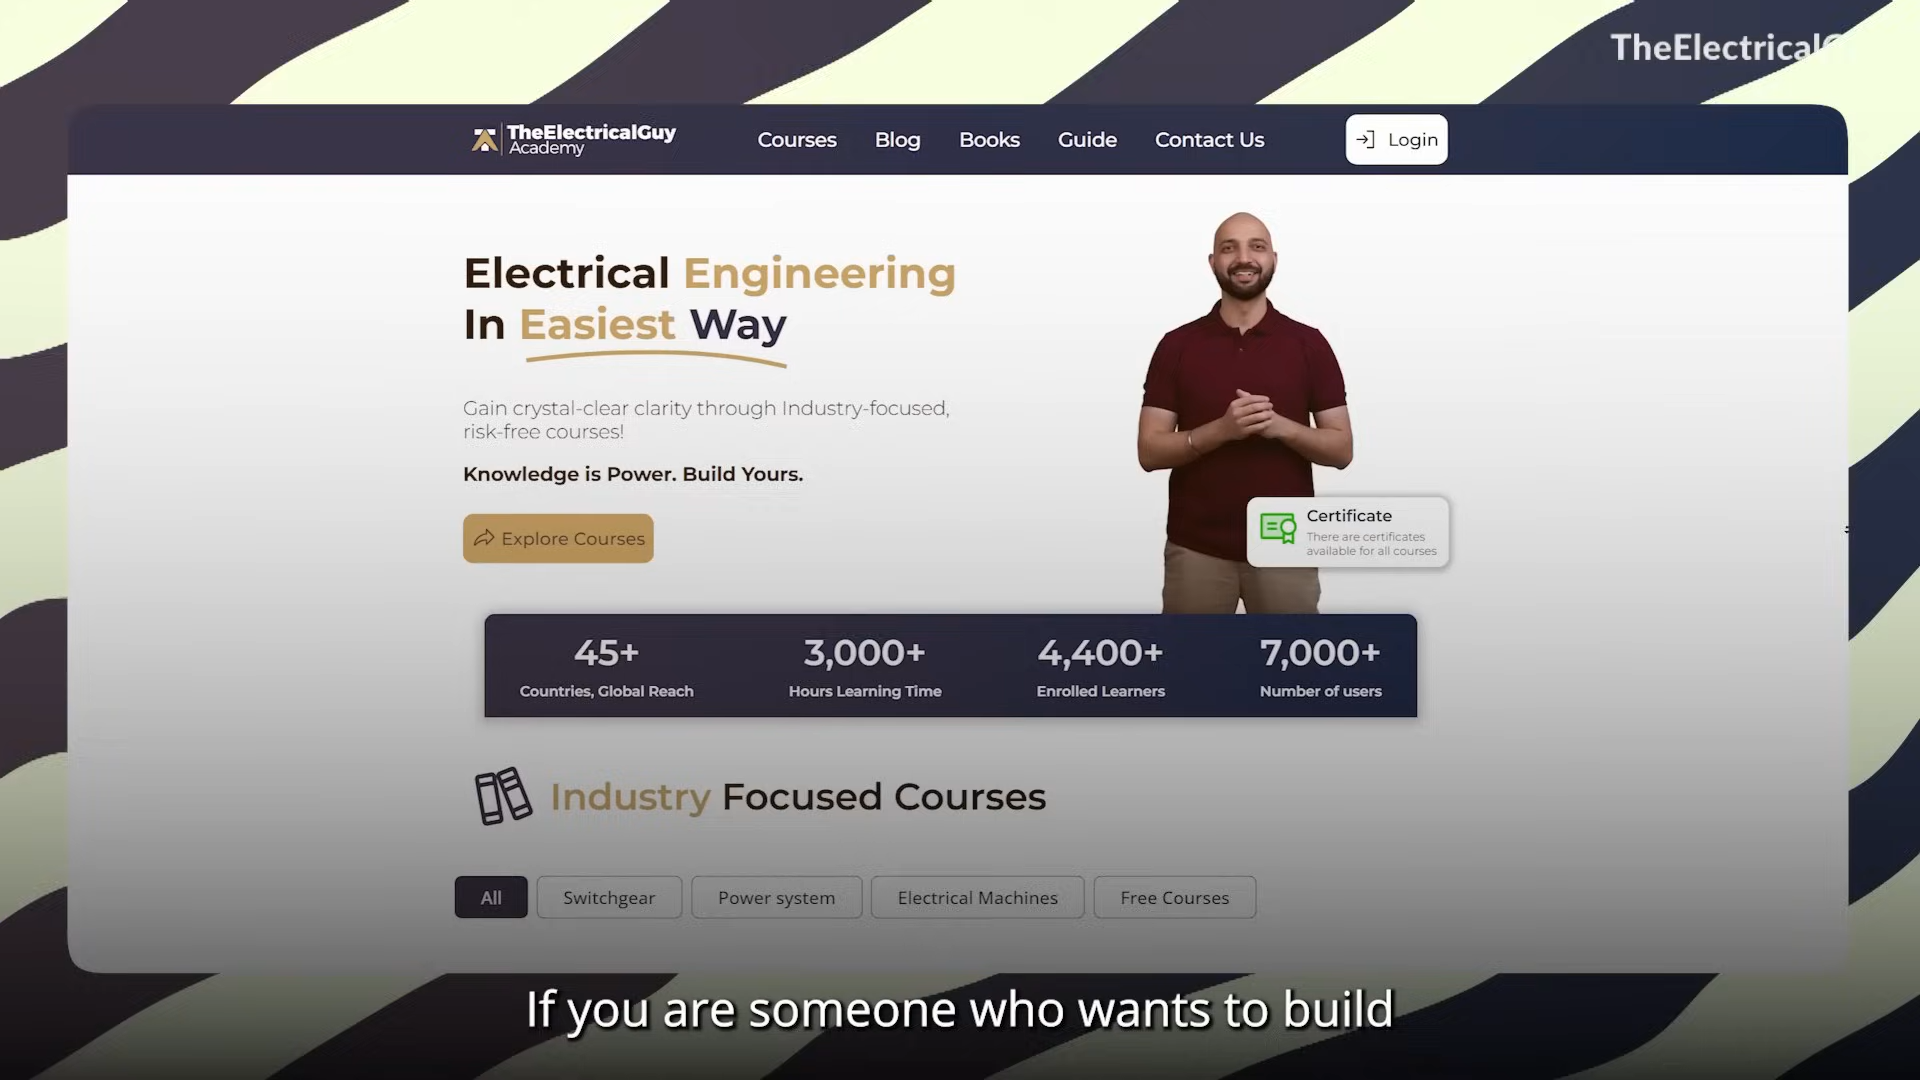 TheElectrical
TheElectricalGuy
Academy
Courses
Blog
Books
Guide
Contact Us
Login
Electrical Engineering
In Easiest Way
Gain crystal-clear clarity through Industry-focused,
risk-free courses!
Knowledge is Power. Build Yours.
Explore Courses
Certificate
There are certificates
available for all courses
45+
Countries, Global Reach
3,000+
Hours Learning Time
4,400+
Enrolled Learners
7,000+
Number of users
Industry Focused Courses
All
Switchgear
Power system
Electrical Machines
Free Courses
If you are someone who wants to build